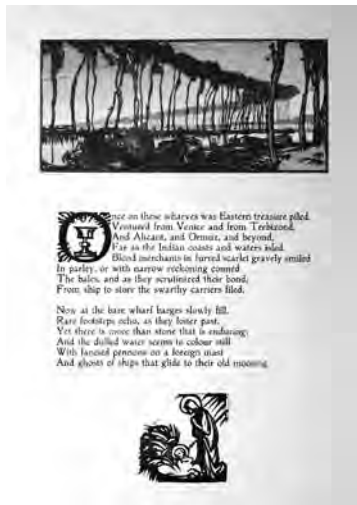 Once on these wharves was Eastern treasure piled
Ventured from Venice and from Terbizond,
And Alicant, and Ormuz, and beyond,
Far as the Indian coasts and waters isled.
Blond merchants in furred scarlet gravely smiled
In parley, or with narrow reckoning conned
The bales, and as they scrutinized their bond,
From ship to store the swarthy carriers filed.
Now at the bare wharf barges slowly fill.
Rare footsteps echo, as they loiter past.
Yet there is more than stone that is enduring;
And the dulled water seems to colour still
With lanced pennons on a foreign mast
And ghosts of ships that glide to their old mooring.